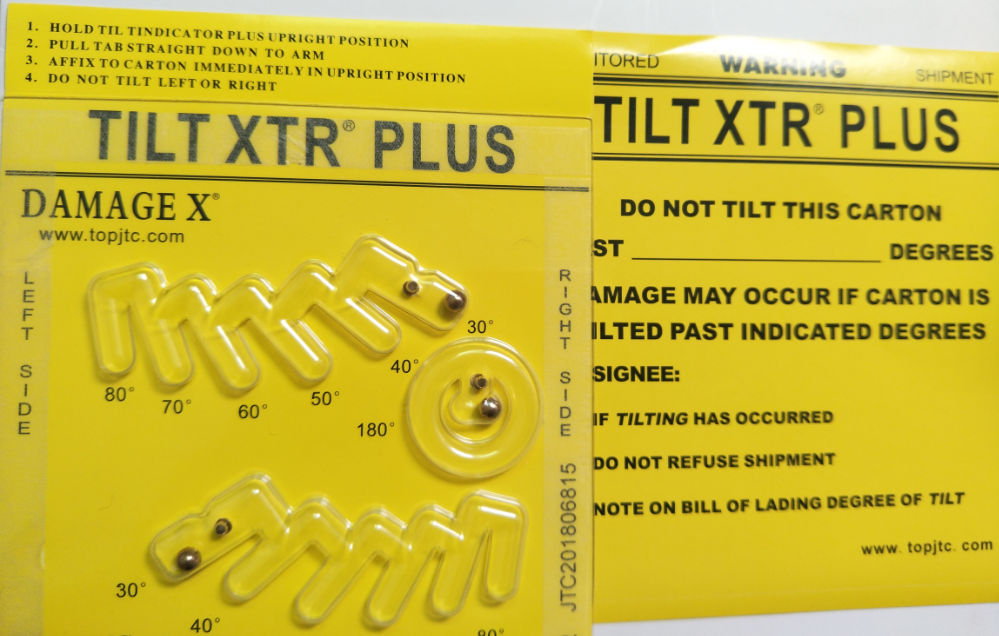 1. HOLD TIL TINDICATOR PLUS UPRIGHT POSITION
2. PULL TAB STRAIGHT DOWN TO ARM
3. AFFIX TO CARTON IMMEDIATELY IN UPRIGHT POSITION
4. DO NOT TILT LEFT OR RIGHT
TILT XTR® PLUS
DAMAGE X®
www.topjtc.com
LEFT SIDE
RIGHT SIDE
30°
40°
50°
60°
70°
80°
180°
30°
40°
80°
JTC201806815
ITORED
WARNING
SHIPMENT
TILT XTR® PLUS
DO NOT TILT THIS CARTON
ST ____________________ DEGREES
AMAGE MAY OCCUR IF CARTON IS
ILTED PAST INDICATED DEGREES
SIGNEE:
IF TILTING HAS OCCURRED
DO NOT REFUSE SHIPMENT
NOTE ON BILL OF LADING DEGREE OF TILT
www. topjtc. com